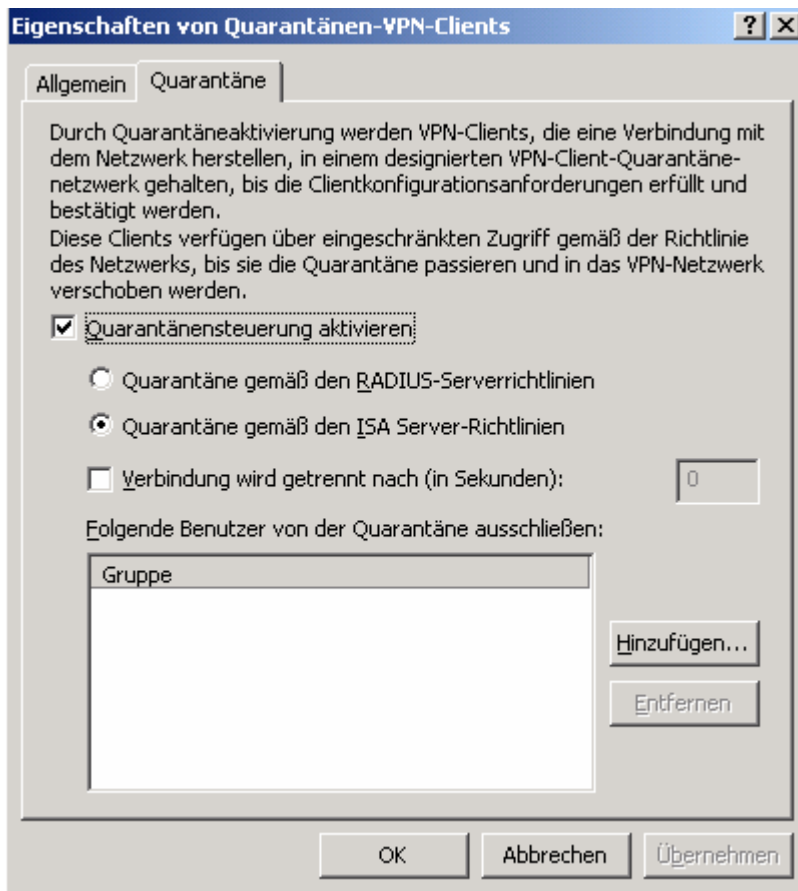 Eigenschaften von Quarantänen-VPN-Clients
Allgemein
Quarantäne
Durch Quarantäneaktivierung werden VPN-Clients, die eine Verbindung mit
dem Netzwerk herstellen, in einem designierten VPN-Client-Quarantäne-
netzwerk gehalten, bis die Clientkonfigurationsanforderungen erfüllt und
bestätigt werden.
Diese Clients verfügen über eingeschränkten Zugriff gemäß der Richtlinie
des Netzwerks, bis sie die Quarantäne passieren und in das VPN-Netzwerk
verschoben werden.
Quarantänensteuerung aktivieren
Quarantäne gemäß den RADIUS-Serverrichtlinien
Quarantäne gemäß den ISA Server-Richtlinien
Verbindung wird getrennt nach (in Sekunden):
0
Folgende Benutzer von der Quarantäne ausschließen:
Gruppe
Hinzufügen...
Entfernen
OK
Abbrechen
Übernehmen